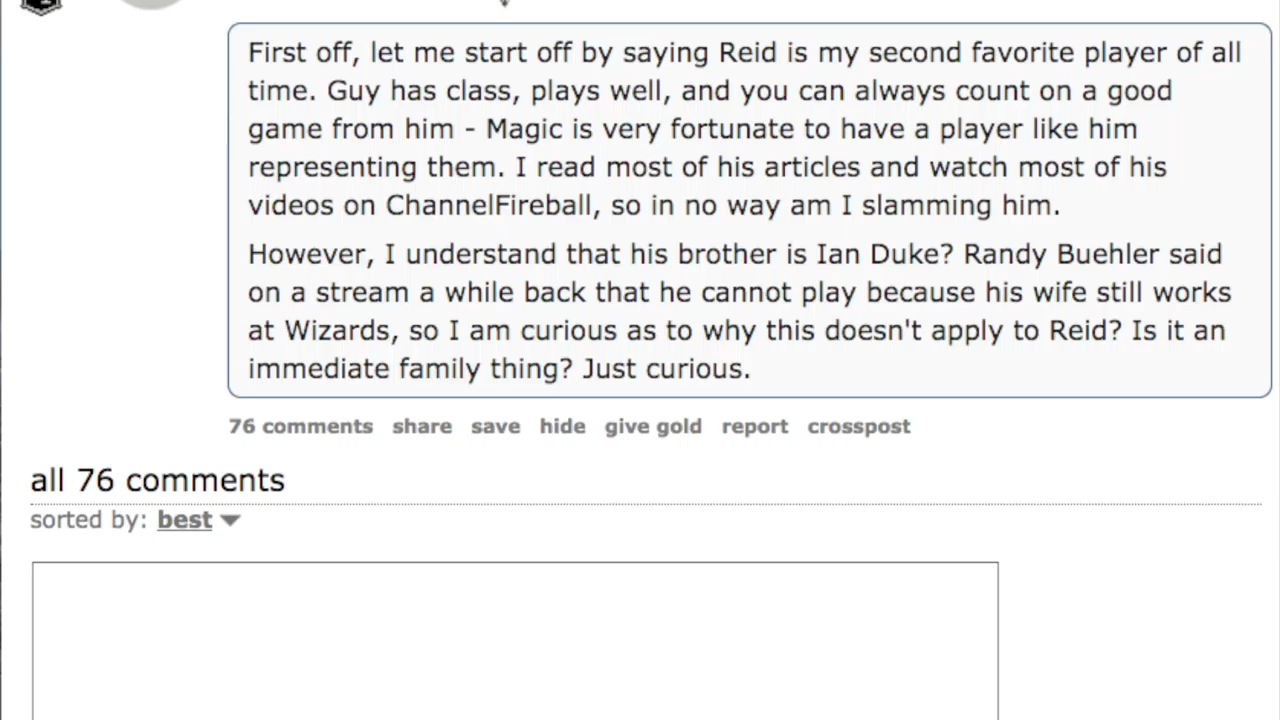 First off, let me start off by saying Reid is my second favorite player of all
time. Guy has class, plays well, and you can always count on a good
game from him - Magic is very fortunate to have a player like him
representing them. I read most of his articles and watch most of his
videos on ChannelFireball, so in no way am I slamming him.
However, I understand that his brother is Ian Duke? Randy Buehler said
on a stream a while back that he cannot play because his wife still works
at Wizards, so I am curious as to why this doesn't apply to Reid? Is it an
immediate family thing? Just curious.
76 comments share save hide give gold report crosspost
all 76 comments
sorted by: best